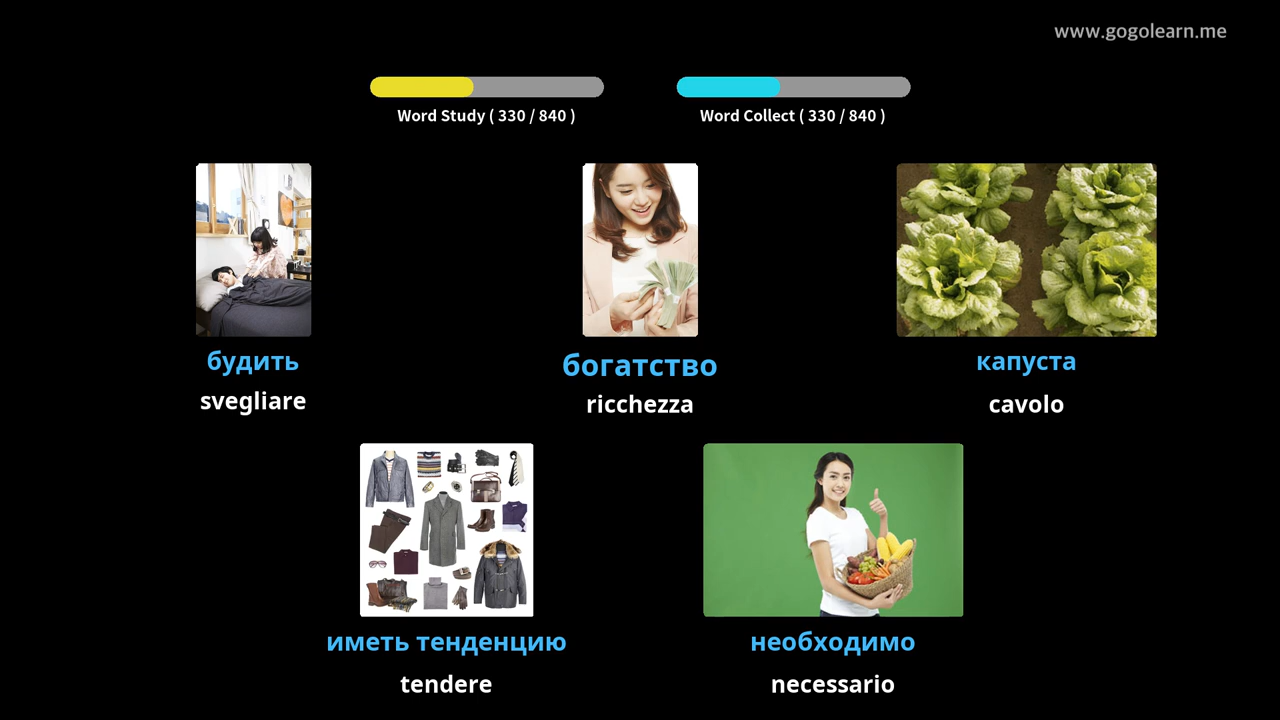 www.gogolearn.me
Word Study ( 330 / 840 )
Word Collect ( 330 / 840 )
будить
svegliare
богатство
ricchezza
капуста
cavolo
иметь тенденцию
tendere
необходимо
necessario